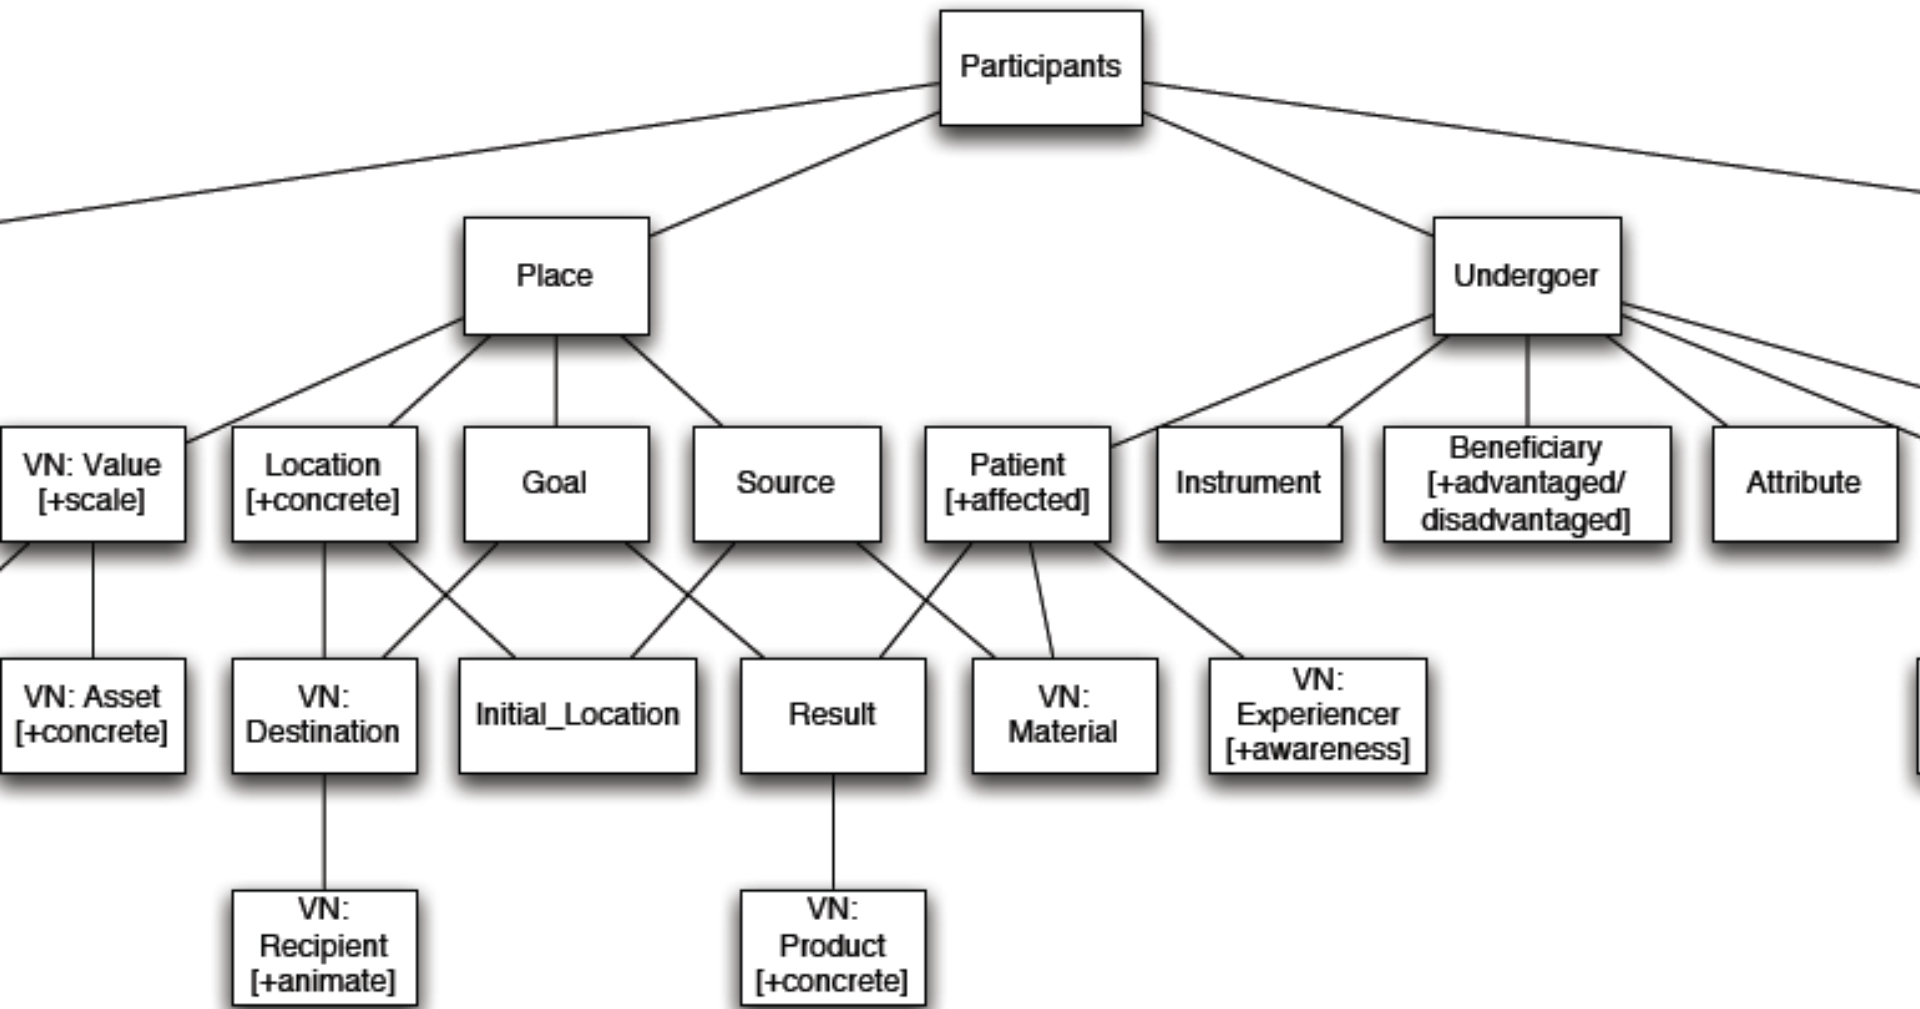 Participants
Place
Undergoer
VN: Value
[+scale]
Location
[+concrete]
Goal
Source
Patient
[+affected]
Instrument
Beneficiary
[+advantaged/
disadvantaged]
Attribute
VN: Asset
[+concrete]
VN:
Destination
Initial_Location
Result
VN:
Material
VN:
Experiencer
[+awareness]
VN:
Recipient
[+animate]
VN:
Product
[+concrete]